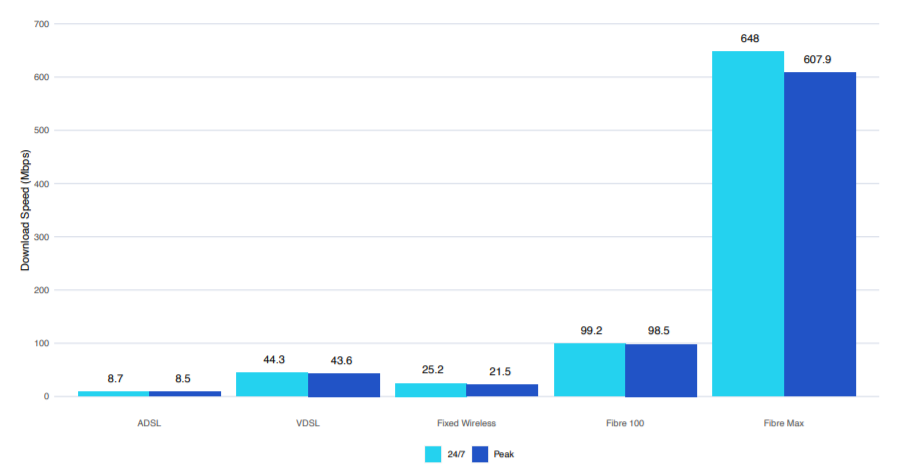 Download Speed (Mbps)
700
600
500
400
300
200
100
0
8.7
8.5
44.3
43.6
25.2
21.5
99.2
98.5
648
607.9
ADSL
VDSL
Fixed Wireless
Fibre 100
Fibre Max
24/7
Peak